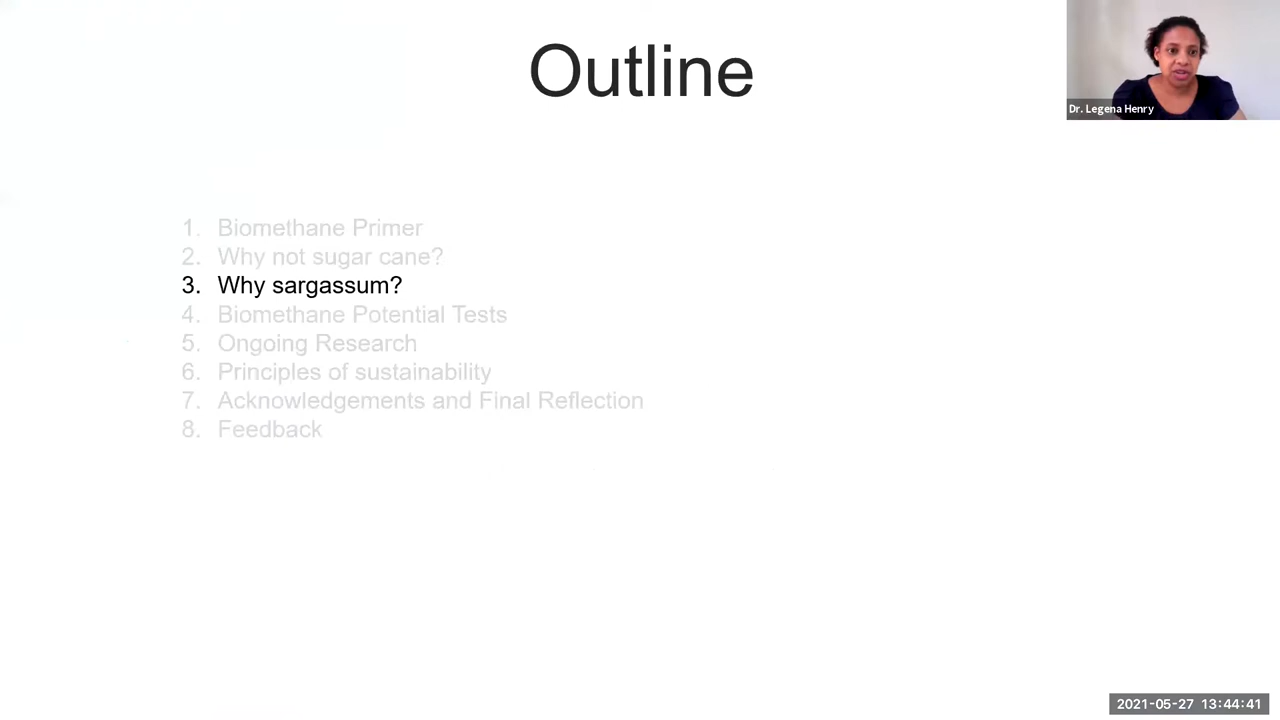 Outline
Dr. Legena Henry
1. Biomethane Primer
2. Why not sugar cane?
3. Why sargassum?
4. Biomethane Potential Tests
5. Ongoing Research
6. Principles of sustainability
7. Acknowledgements and Final Reflection
8. Feedback
2021-05-27 13:44:41